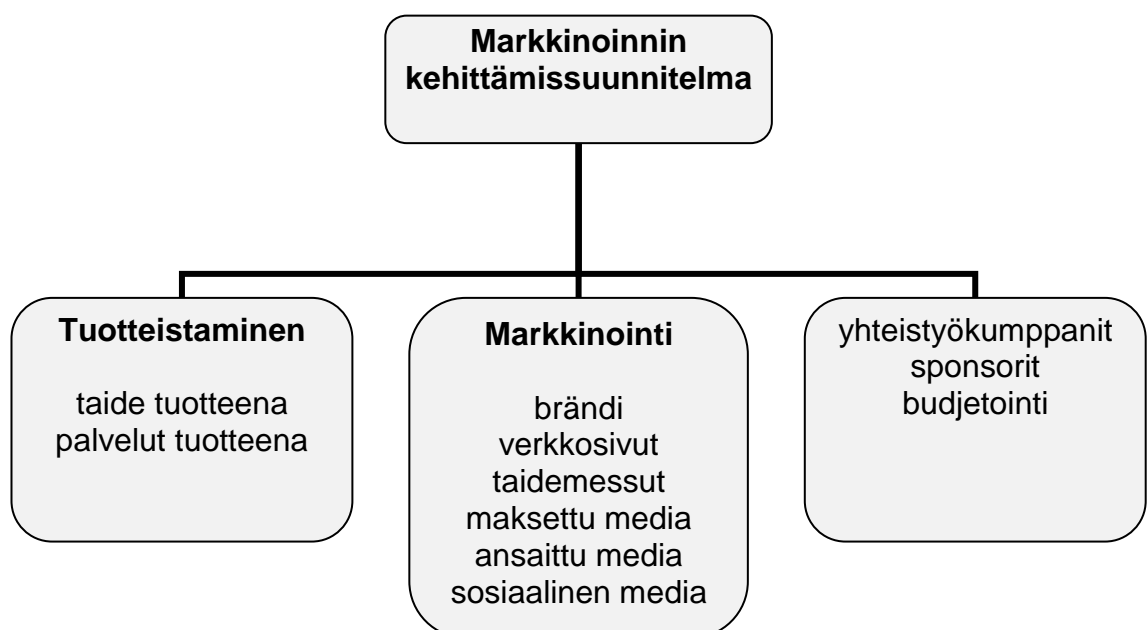 Markkinoinnin
kehittämissuunnitelma
Tuotteistaminen
taide tuotteena
palvelut tuotteena
Markkinointi
brändi
verkkosivut
taidemessut
maksettu media
ansaittu media
sosiaalinen media
yhteistyökumppanit
sponsorit
budjetointi